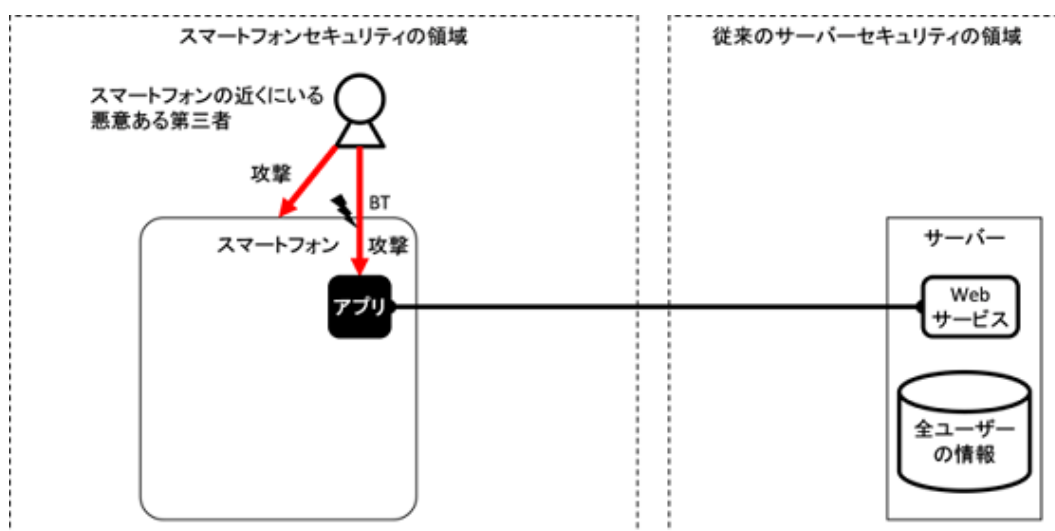 スマートフォンセキュリティの領域
従来のサーバーセキュリティの領域
スマートフォンの近くにいる
悪意ある第三者
攻撃
BT
スマートフォン
攻撃
アプリ
サーバー
Web
サービス
全ユーザー
の情報